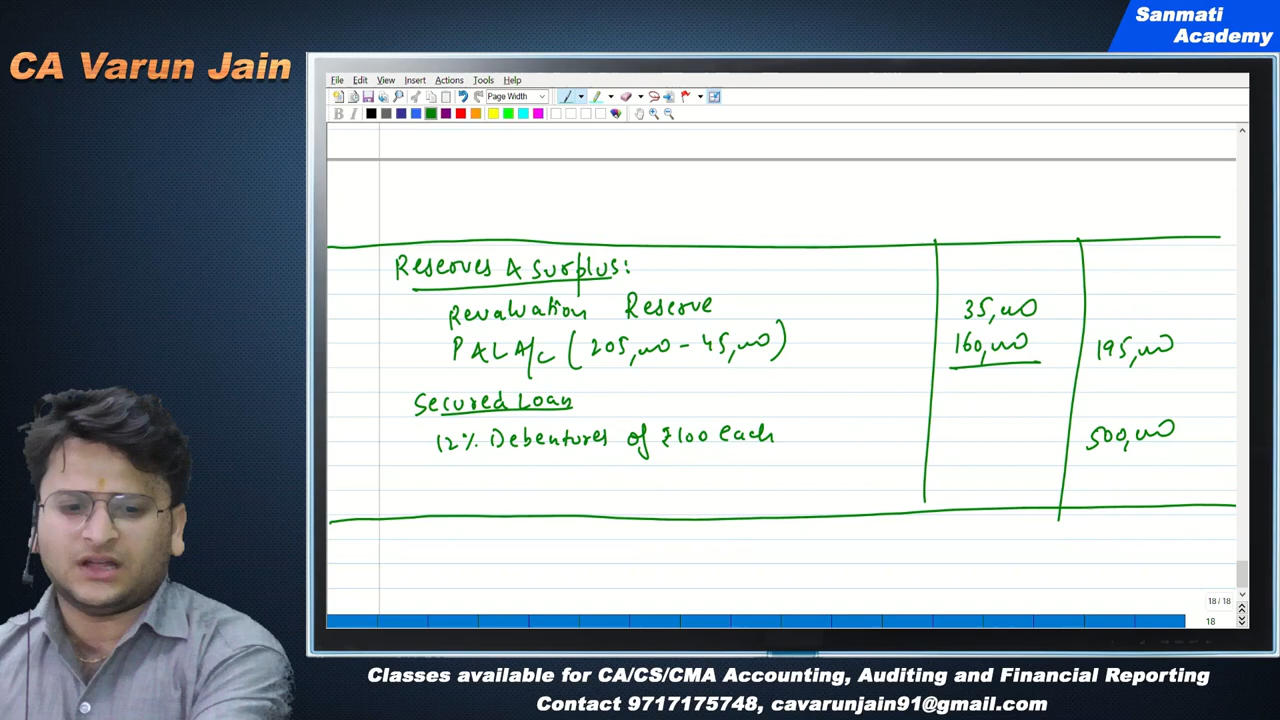 Sanmati
Academy
CA Varun Jain
File Edit View Insert Actions Tools Help
Page Width
B I
Reserves & Surplus:
Revaluation Reserve 35,000
P&L A/c (205,000 - 45,000) 160,000 195,000
Secured Loan
12% Debentures of ₹100 each 500,000
18 / 18
18
Classes available for CA/CS/CMA Accounting, Auditing and Financial Reporting
Contact 9717175748, cavarunjain91@gmail.com